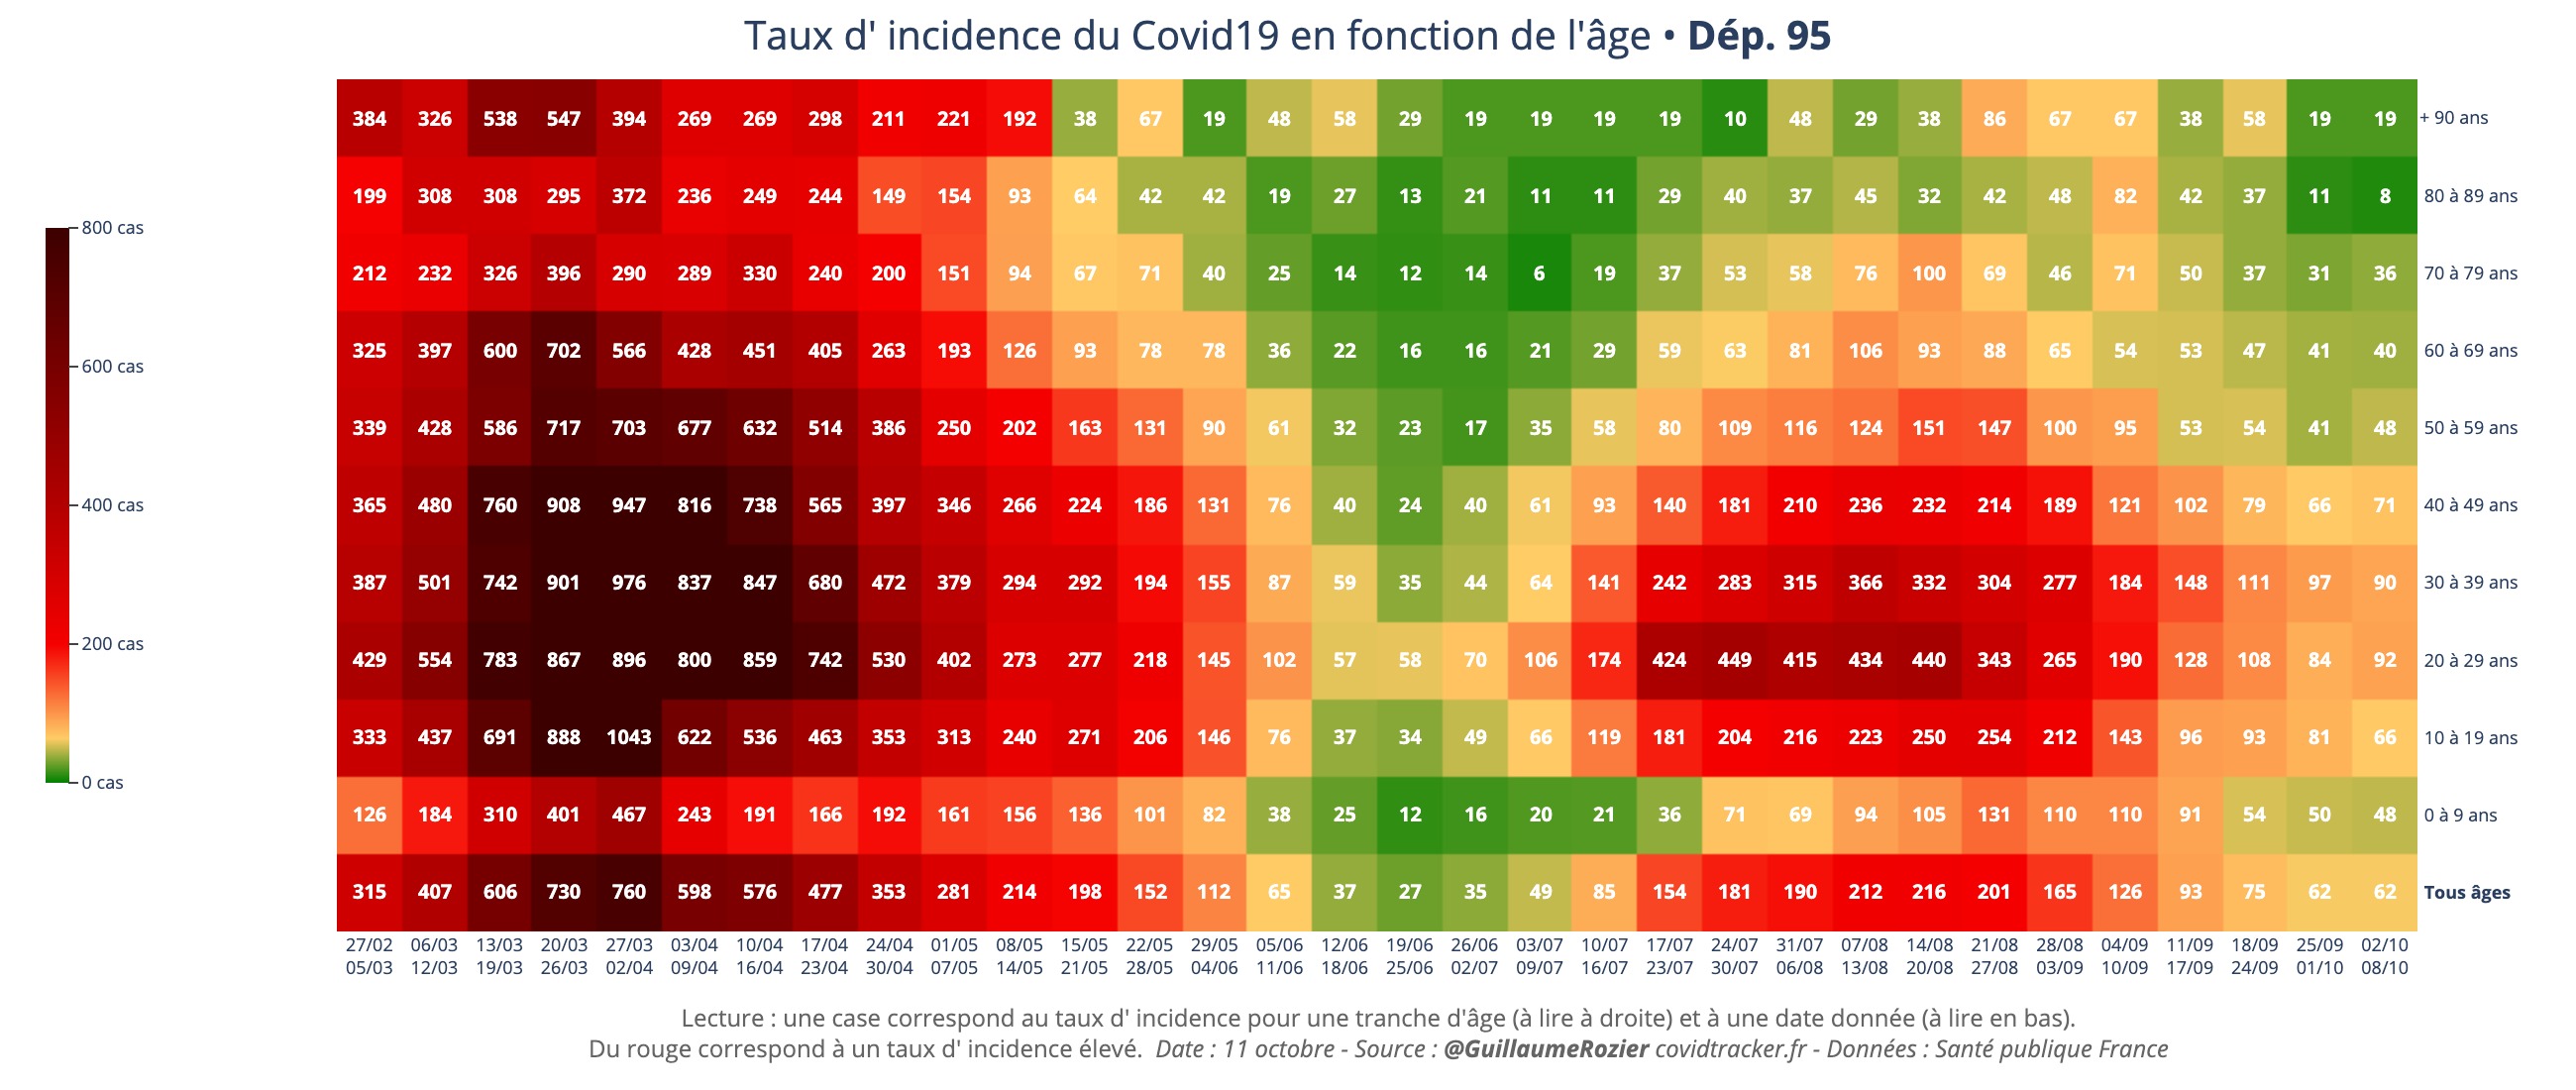 Taux d' incidence du Covid19 en fonction de l'âge • Dép. 95
800 cas
600 cas
400 cas
200 cas
0 cas
384 326 538 547 394 269 269 298 211 221 192 38 67 19 48 58 29 19 19 19 19 10 48 29 38 86 67 67 38 58 19 19 + 90 ans
199 308 308 295 372 236 249 244 149 154 93 64 42 42 19 27 13 21 11 11 29 40 37 45 32 42 48 82 42 37 11 8 80 à 89 ans
212 232 326 396 290 289 330 240 200 151 94 67 71 40 25 14 12 14 6 19 37 53 58 76 100 69 46 71 50 37 31 36 70 à 79 ans
325 397 600 702 566 428 451 405 263 193 126 93 78 78 36 22 16 16 21 29 59 63 81 106 93 88 65 54 53 47 41 40 60 à 69 ans
339 428 586 717 703 677 632 514 386 250 202 163 131 90 61 32 23 17 35 58 80 109 116 124 151 147 100 95 53 54 41 48 50 à 59 ans
365 480 760 908 947 816 738 565 397 346 266 224 186 131 76 40 24 40 61 93 140 181 210 236 232 214 189 121 102 79 66 71 40 à 49 ans
387 501 742 901 976 837 847 680 472 379 294 292 194 155 87 59 35 44 64 141 242 283 315 366 332 304 277 184 148 111 97 90 30 à 39 ans
429 554 783 867 896 800 859 742 530 402 273 277 218 145 102 57 58 70 106 174 424 449 415 434 440 343 265 190 128 108 84 92 20 à 29 ans
333 437 691 888 1043 622 536 463 353 313 240 271 206 146 76 37 34 49 66 119 181 204 216 223 250 254 212 143 96 93 81 66 10 à 19 ans
126 184 310 401 467 243 191 166 192 161 156 136 101 82 38 25 12 16 20 21 36 71 69 94 105 131 110 110 91 54 50 48 0 à 9 ans
315 407 606 730 760 598 576 477 353 281 214 198 152 112 65 37 27 35 49 85 154 181 190 212 216 201 165 126 93 75 62 62 Tous âges
27/02 06/03 13/03 20/03 27/03 03/04 10/04 17/04 24/04 01/05 08/05 15/05 22/05 29/05 05/06 12/06 19/06 26/06 03/07 10/07 17/07 24/07 31/07 07/08 14/08 21/08 28/08 04/09 11/09 18/09 25/09 02/10
05/03 12/03 19/03 26/03 02/04 09/04 16/04 23/04 30/04 07/05 14/05 21/05 28/05 04/06 11/06 18/06 25/06 02/07 09/07 16/07 23/07 30/07 06/08 13/08 20/08 27/08 03/09 10/09 17/09 24/09 01/10 08/10
Lecture : une case correspond au taux d' incidence pour une tranche d'âge (à lire à droite) et à une date donnée (à lire en bas).
Du rouge correspond à un taux d' incidence élevé. Date : 11 octobre - Source : @GuillaumeRozier covidtracker.fr - Données : Santé publique France